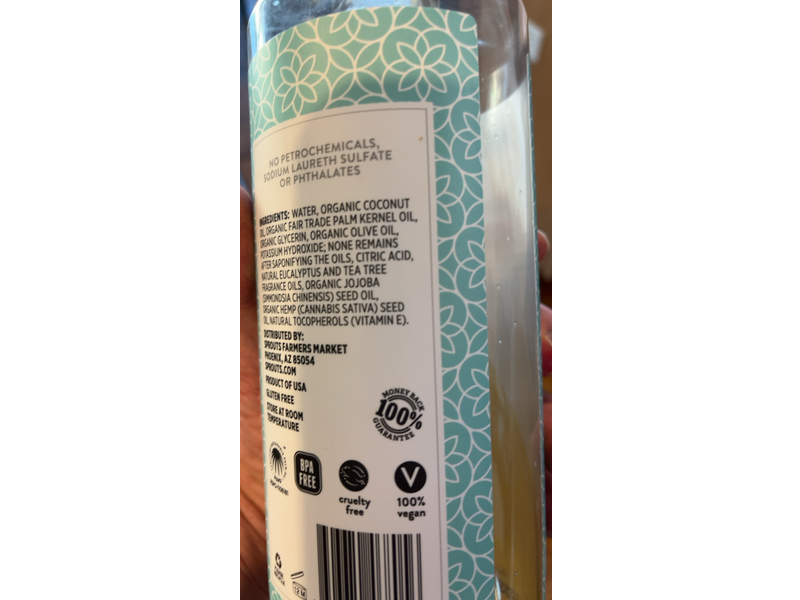 NO PETROCHEMICALS,
SODIUM LAURETH SULFATE
OR PHTHALATES
INGREDIENTS: WATER, ORGANIC COCONUT
OIL, ORGANIC FAIR TRADE PALM KERNEL OIL,
ORGANIC GLYCERIN, ORGANIC OLIVE OIL,
POTASSIUM HYDROXIDE; NONE REMAINS
AFTER SAPONIFYING THE OILS, CITRIC ACID,
NATURAL EUCALYPTUS AND TEA TREE
FRAGRANCE OILS, ORGANIC JOJOBA
(SIMMONDSIA CHINENSIS) SEED OIL,
ORGANIC HEMP (CANNABIS SATIVA) SEED
OIL, NATURAL TOCOPHEROLS (VITAMIN E).
DISTRIBUTED BY:
SPROUTS FARMERS MARKET
PHOENIX, AZ 85054
SPROUTS.COM
PRODUCT OF USA
GLUTEN FREE
STORE AT ROOM
TEMPERATURE
MONEY BACK
100%
GUARANTEE
BPA
FREE
cruelty
free
V
100%
vegan
12 M